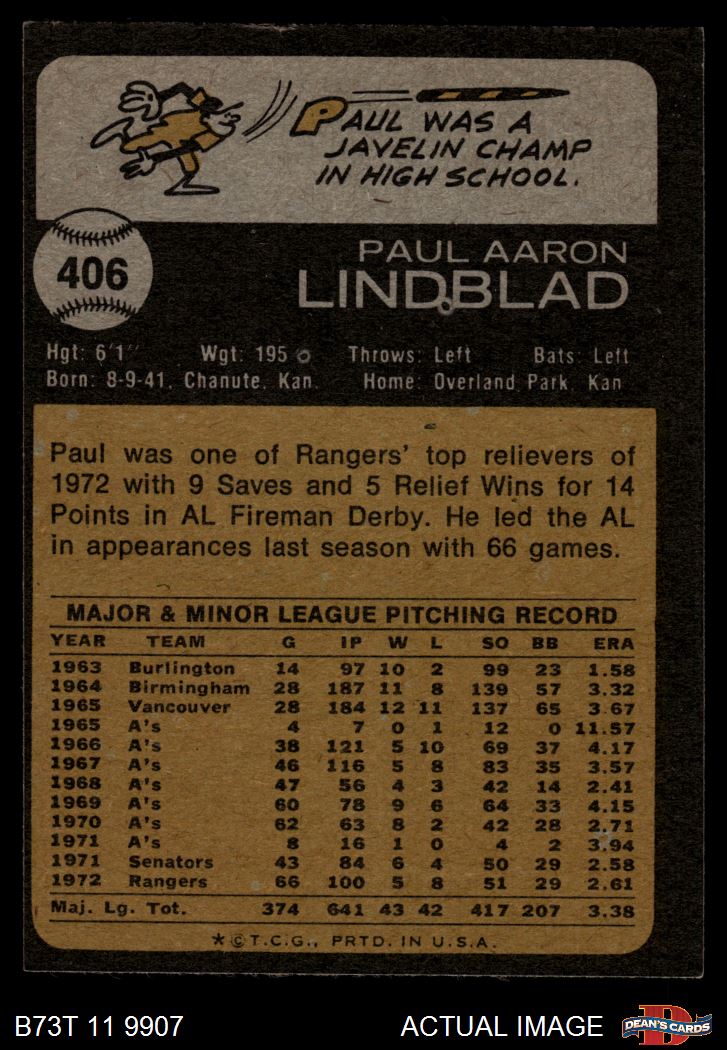 PAUL WAS A
JAVELIN CHAMP
IN HIGH SCHOOL.
406
PAUL AARON
LINDBLAD
Hgt: 6'1" Wgt: 195 Throws: Left Bats: Left
Born: 8-9-41, Chanute, Kan. Home: Overland Park, Kan
Paul was one of Rangers' top relievers of
1972 with 9 Saves and 5 Relief Wins for 14
Points in AL Fireman Derby. He led the AL
in appearances last season with 66 games.
MAJOR & MINOR LEAGUE PITCHING RECORD
YEAR TEAM G IP W L SO BB ERA
1963 Burlington 14 97 10 2 99 23 1.58
1964 Birmingham 28 187 11 8 139 57 3.32
1965 Vancouver 28 184 12 11 137 65 3.67
1965 A's 4 7 0 1 12 0 11.57
1966 A's 38 121 5 10 69 37 4.17
1967 A's 46 116 5 8 83 35 3.57
1968 A's 47 56 4 3 42 14 2.41
1969 A's 60 78 9 6 64 33 4.15
1970 A's 62 63 8 2 42 28 2.71
1971 A's 8 16 1 0 4 2 3.94
1971 Senators 43 84 6 4 50 29 2.58
1972 Rangers 66 100 5 8 51 29 2.61
Maj. Lg. Tot. 374 641 43 42 417 207 3.38
*©T.C.G., PRTD. IN U.S.A.
B73T 11 9907 ACTUAL IMAGE D DEAN'S CARDS